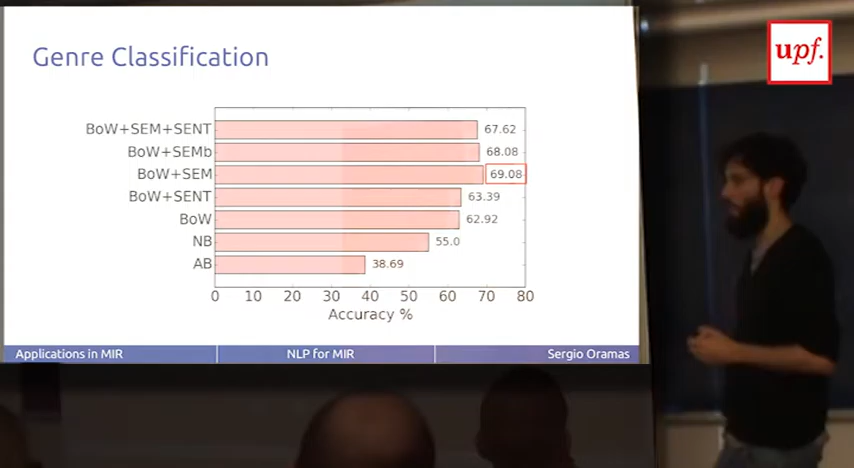 Genre Classification
upf.
BoW+SEM+SENT 67.62
BoW+SEMb 68.08
BoW+SEM 69.08
BoW+SENT 63.39
BoW 62.92
NB 55.0
AB 38.69
0 10 20 30 40 50 60 70 80
Accuracy %
Applications in MIR NLP for MIR Sergio Oramas